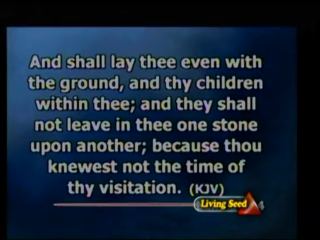 And shall lay thee even with
the ground, and thy children
within thee; and they shall
not leave in thee one stone
upon another; because thou
knewest not the time of
thy visitation. (KJV)
Living Seed